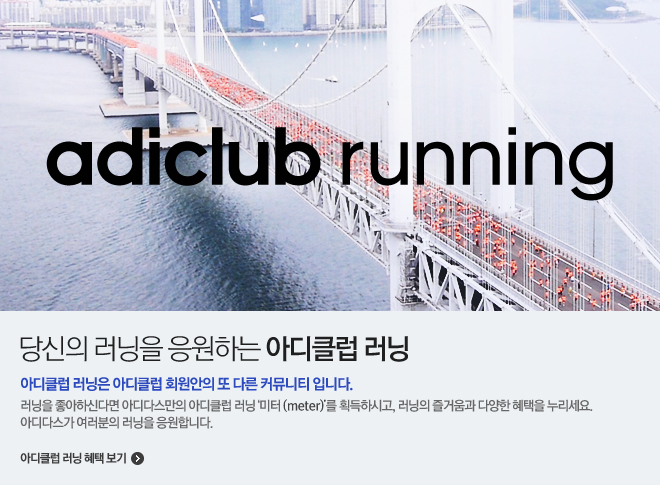 adiclub running
당신의 러닝을 응원하는 아디클럽 러닝
아디클럽 러닝은 아디클럽 회원안의 또 다른 커뮤니티 입니다.
러닝을 좋아하신다면 아디다스만의 아디클럽 러닝 '미터 (meter)'를 획득하시고, 러닝의 즐거움과 다양한 혜택을 누리세요.
아디다스가 여러분의 러닝을 응원합니다.
아디클럽 러닝 혜택 보기